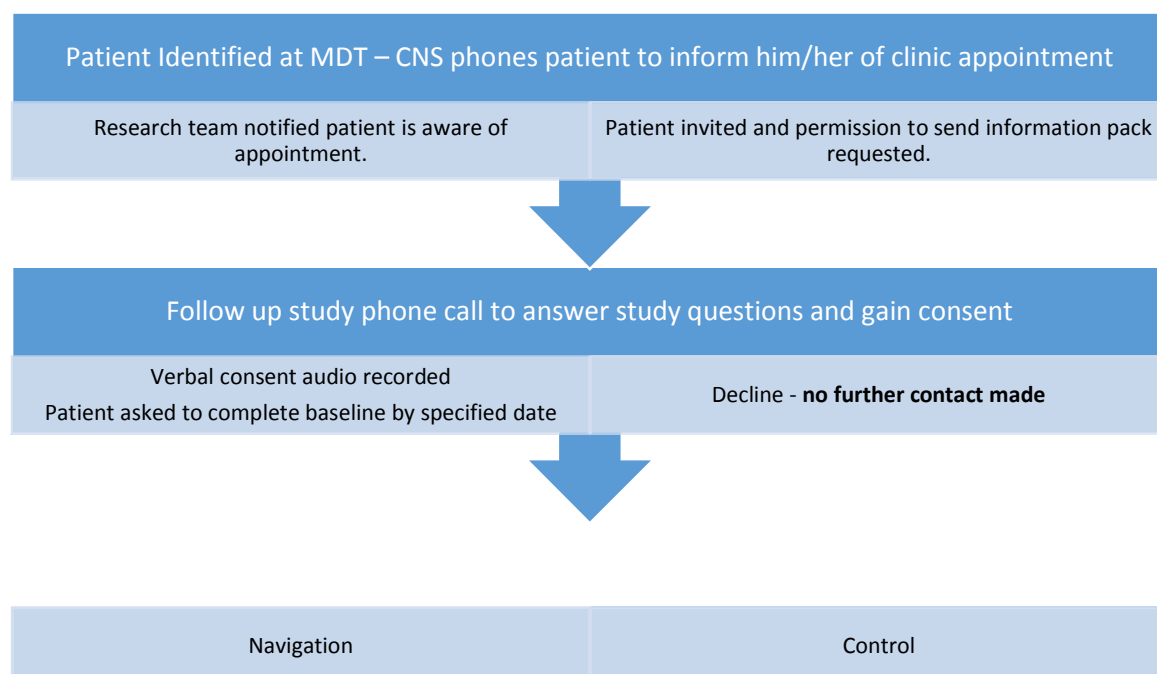 Patient Identified at MDT – CNS phones patient to inform him/her of clinic appointment
Research team notified patient is aware of
appointment.
Patient invited and permission to send information pack
requested.
Follow up study phone call to answer study questions and gain consent
Verbal consent audio recorded
Patient asked to complete baseline by specified date
Decline - no further contact made
Navigation
Control